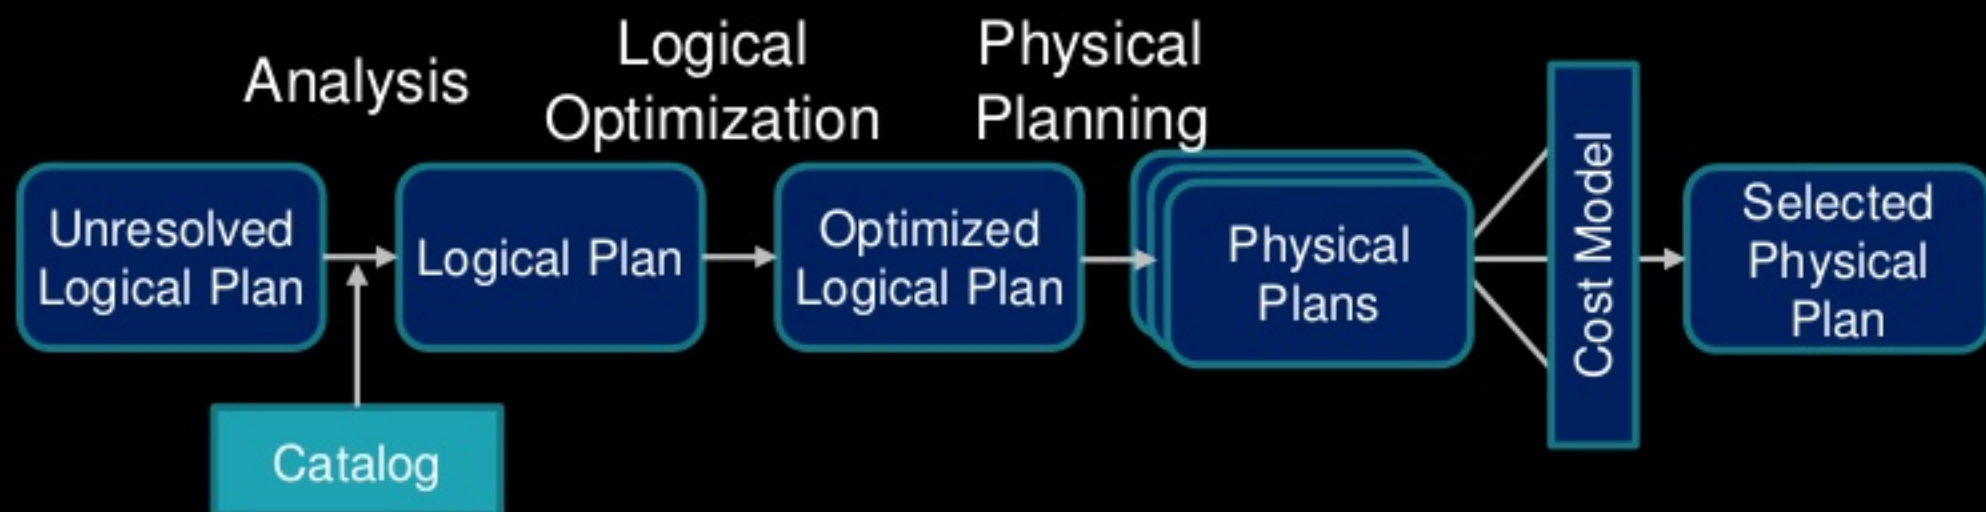 Analysis
Logical
Optimization
Physical
Planning
Unresolved
Logical Plan
Logical Plan
Optimized
Logical Plan
Physical
Plans
Cost Model
Selected
Physical
Plan
Catalog